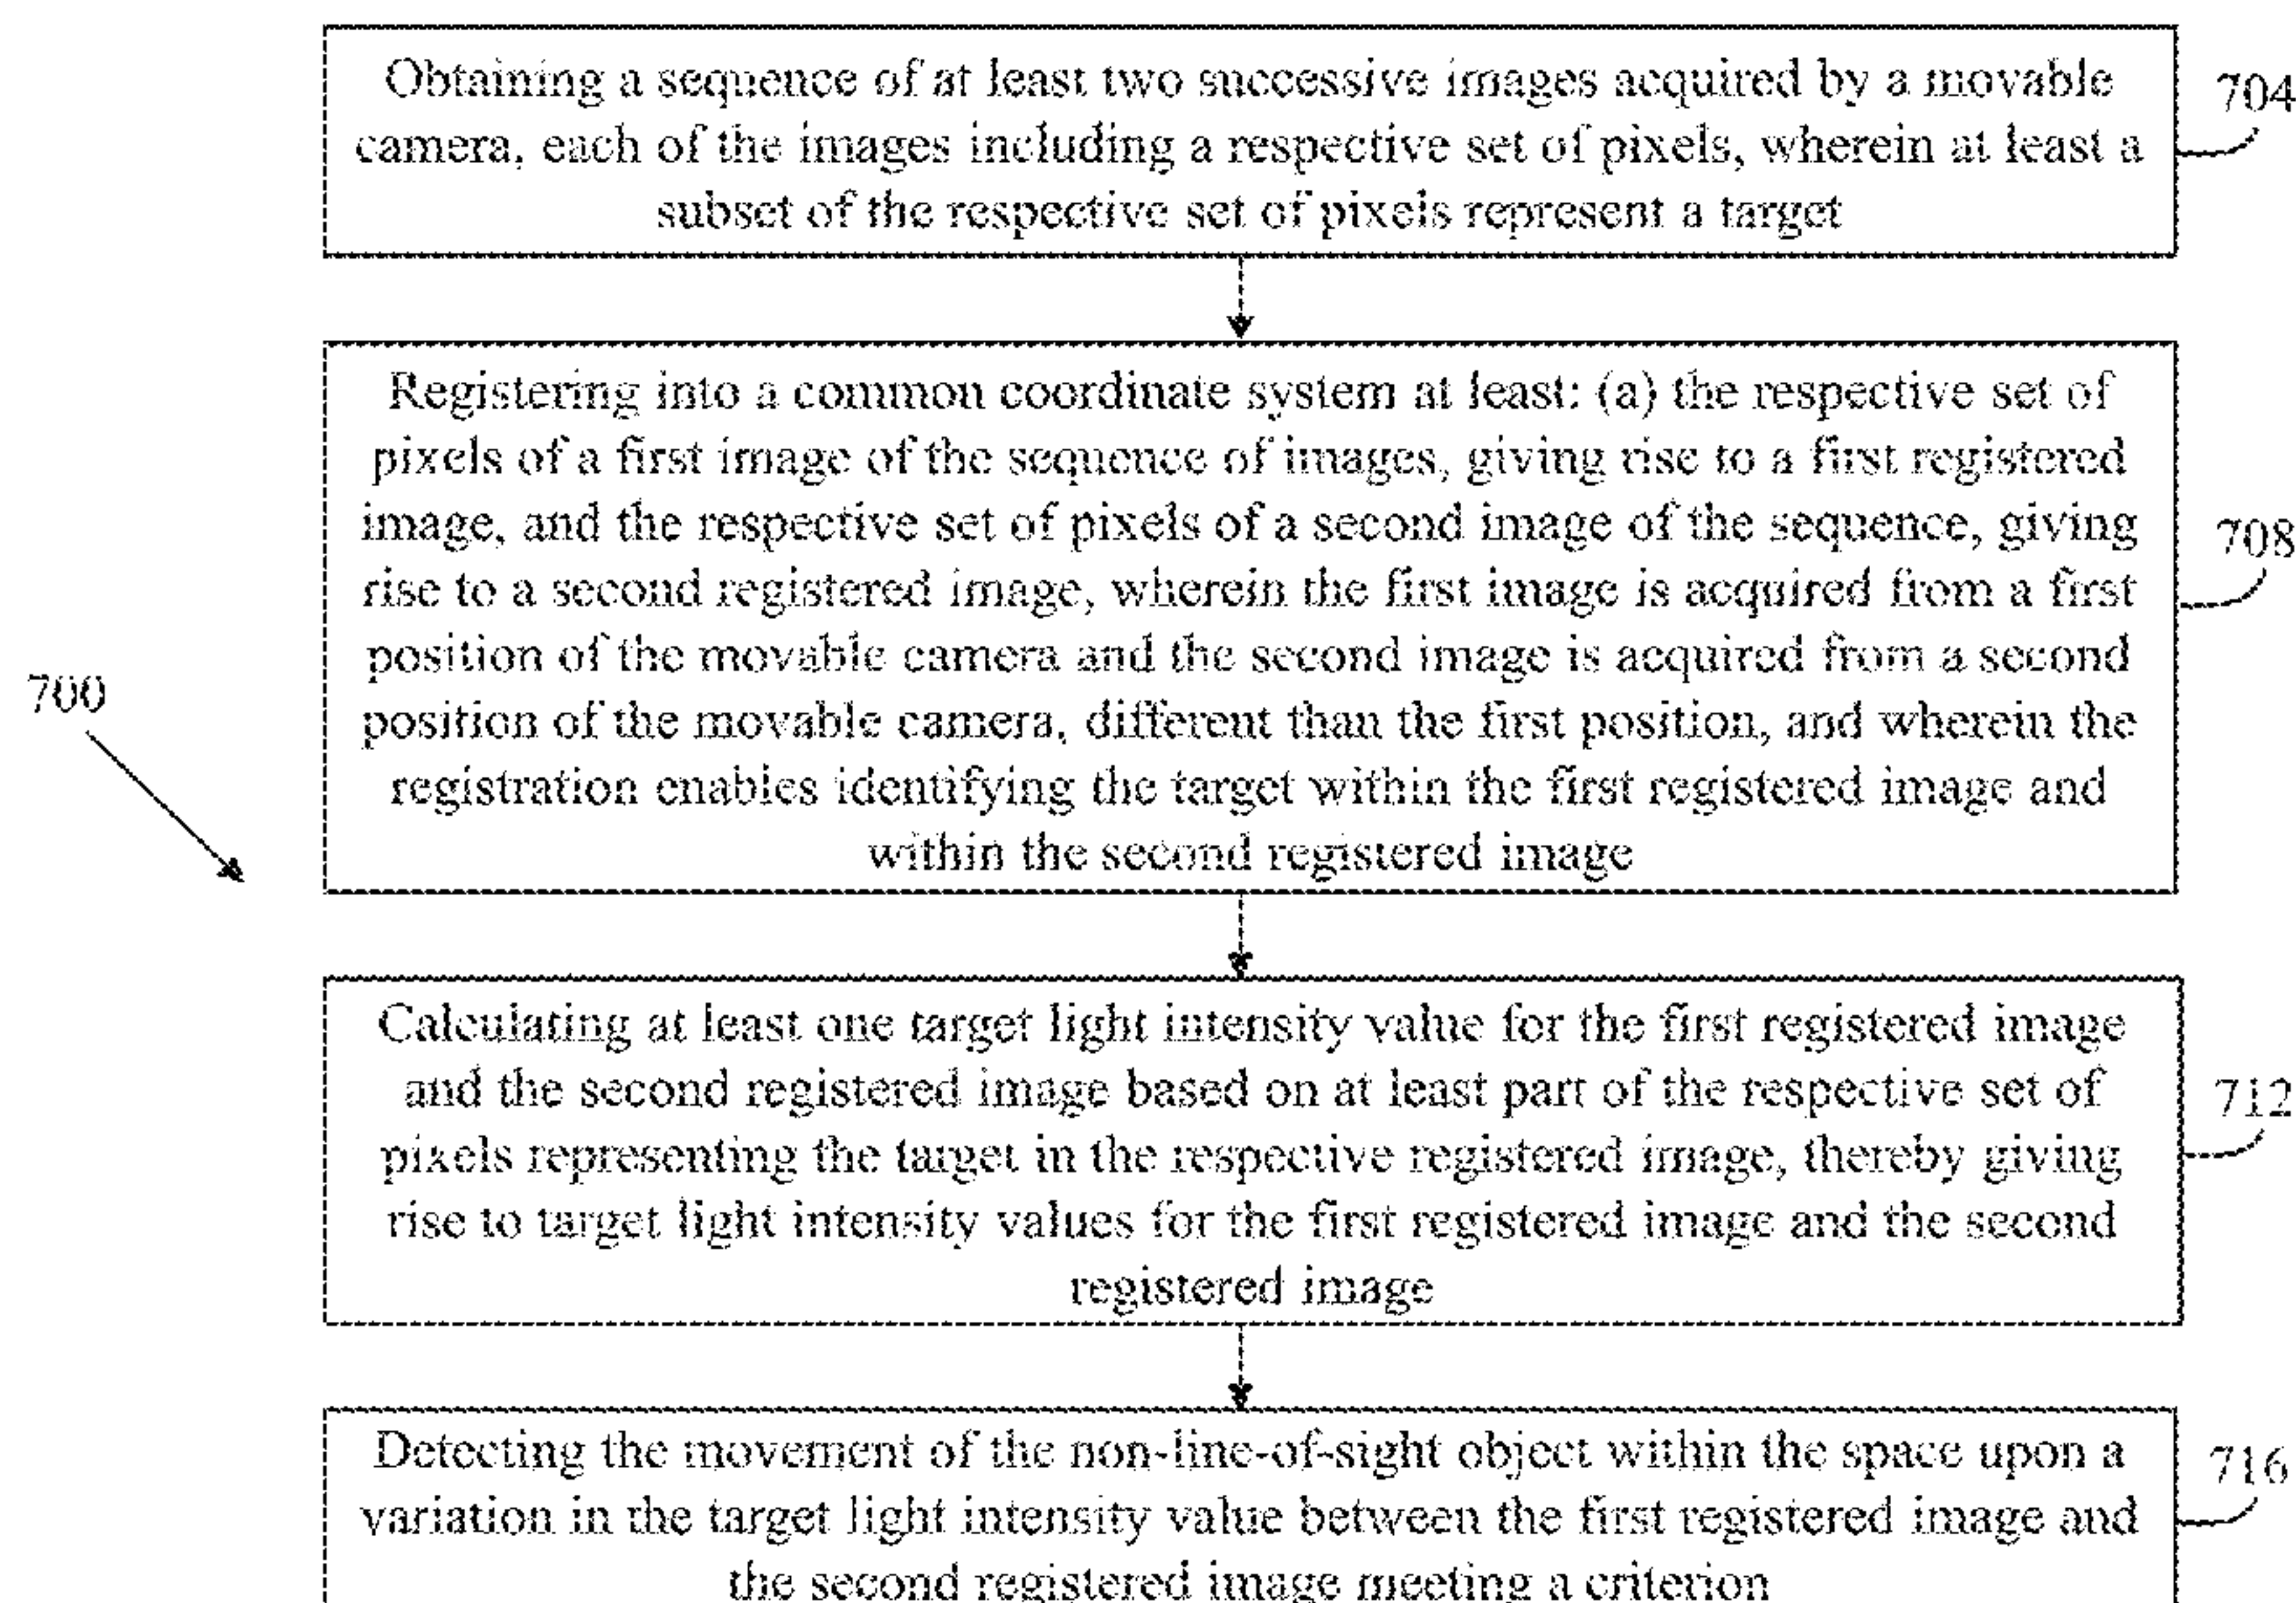 Obtaining a sequence of at least two successive images acquired by a movable
camera, each of the images including a respective set of pixels, wherein at least a
subset of the respective set of pixels represent a target
704
Registering into a common coordinate system at least: (a) the respective set of
pixels of a first image of the sequence of images, giving rise to a first registered
image, and the respective set of pixels of a second image of the sequence, giving
rise to a second registered image, wherein the first image is acquired from a first
position of the movable camera and the second image is acquired from a second
position of the movable camera, different than the first position, and wherein the
registration enables identifying the target within the first registered image and
within the second registered image
708
700
Calculating at least one target light intensity value for the first registered image
and the second registered image based on at least part of the respective set of
pixels representing the target in the respective registered image, thereby giving
rise to target light intensity values for the first registered image and the second
registered image
712
Detecting the movement of the non-line-of-sight object within the space upon a
variation in the target light intensity value between the first registered image and
the second registered image meeting a criterion
716